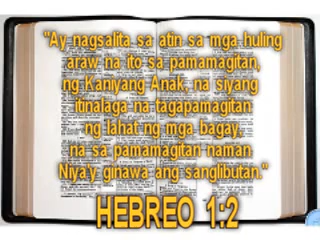 "Ay nagsalita sa atin sa mga huling
araw na ito sa pamamagitan,
ng Kaniyang Anak, na siyang
itinalaga na tagapamagitan
ng lahat ng mga bagay,
na sa pamamagitan naman
Niya'y ginawa ang sanglibutan."
HEBREO 1:2